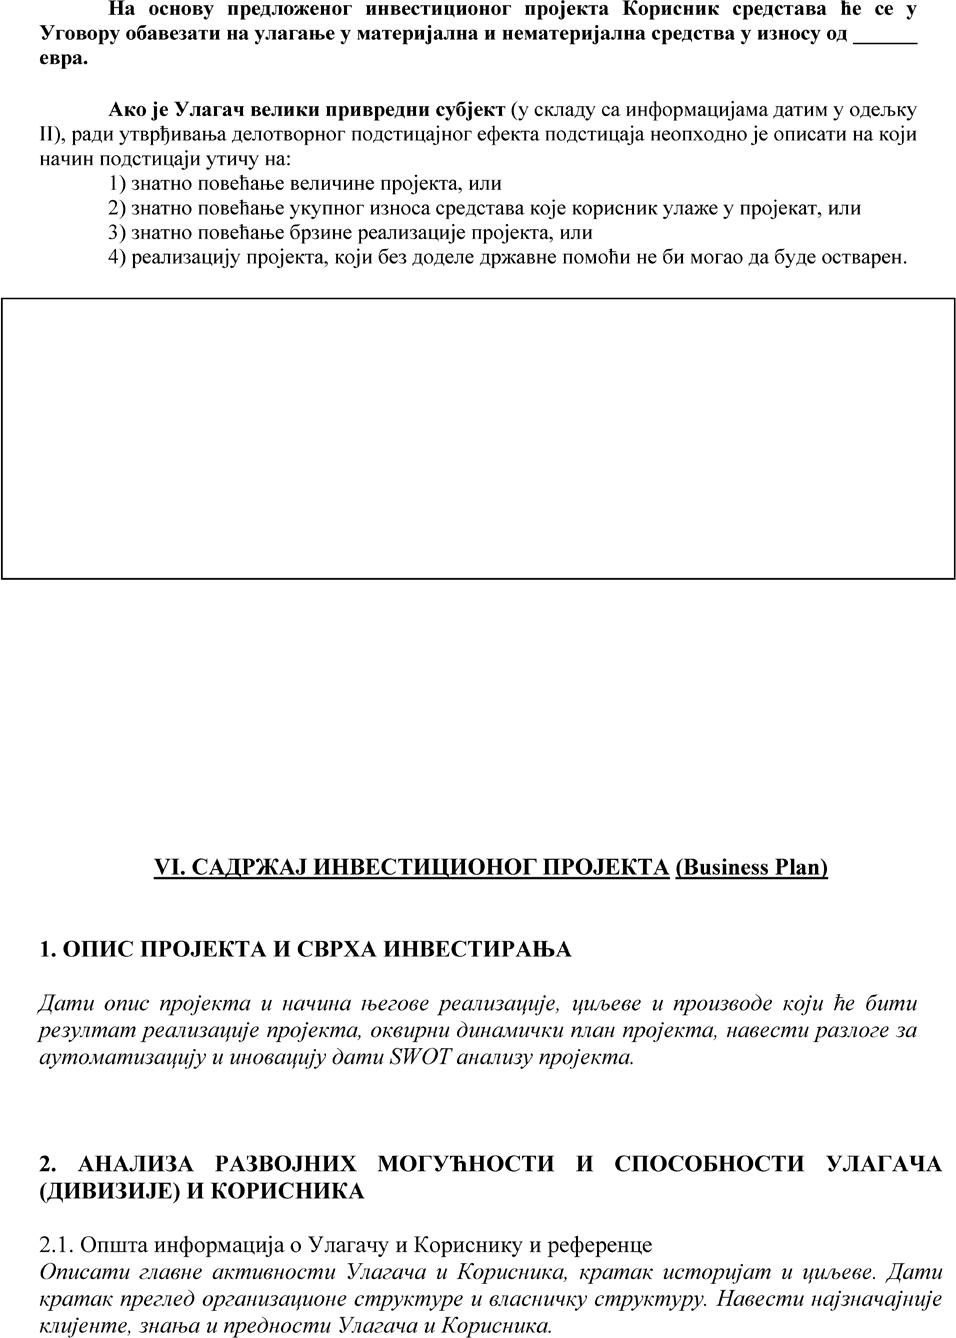 На основу предложеног инвестиционог пројекта Корисник средстава ће се у
Уговору обавезати на улагање у материјална и нематеријална средства у износу од ______
евра.
Ако је Улагач велики привредни субјект (у складу са информацијама датим у одељку
II), ради утврђивања делотворног подстицајног ефекта подстицаја неопходно је описати на који
начин подстицаји утичу на:
1) знатно повећање величине пројекта, или
2) знатно повећање укупног износа средстава које корисник улаже у пројекат, или
3) знатно повећање брзине реализације пројекта, или
4) реализацију пројекта, који без доделе државне помоћи не би могао да буде остварен.
VI. САДРЖАЈ ИНВЕСТИЦИОНОГ ПРОЈЕКТА (Business Plan)
1. ОПИС ПРОЈЕКТА И СВРХА ИНВЕСТИРАЊА
Дати опис пројекта и начина његове реализације, циљеве и производе који ће бити
резултат реализације пројекта, оквирни динамички план пројекта, навести разлоге за
аутоматизацију и иновацију дати SWOT анализу пројекта.
2. АНАЛИЗА РАЗВОЈНИХ МОГУЋНОСТИ И СПОСОБНОСТИ УЛАГАЧА
(ДИВИЗИЈЕ) И КОРИСНИКА
2.1. Општа информација о Улагачу и Кориснику и референце
Описати главне активности Улагача и Корисника, кратак историјат и циљеве. Дати
кратак преглед организационе структуре и власничку структуру. Навести најзначајније
клијенте, знања и предности Улагача и Корисника.